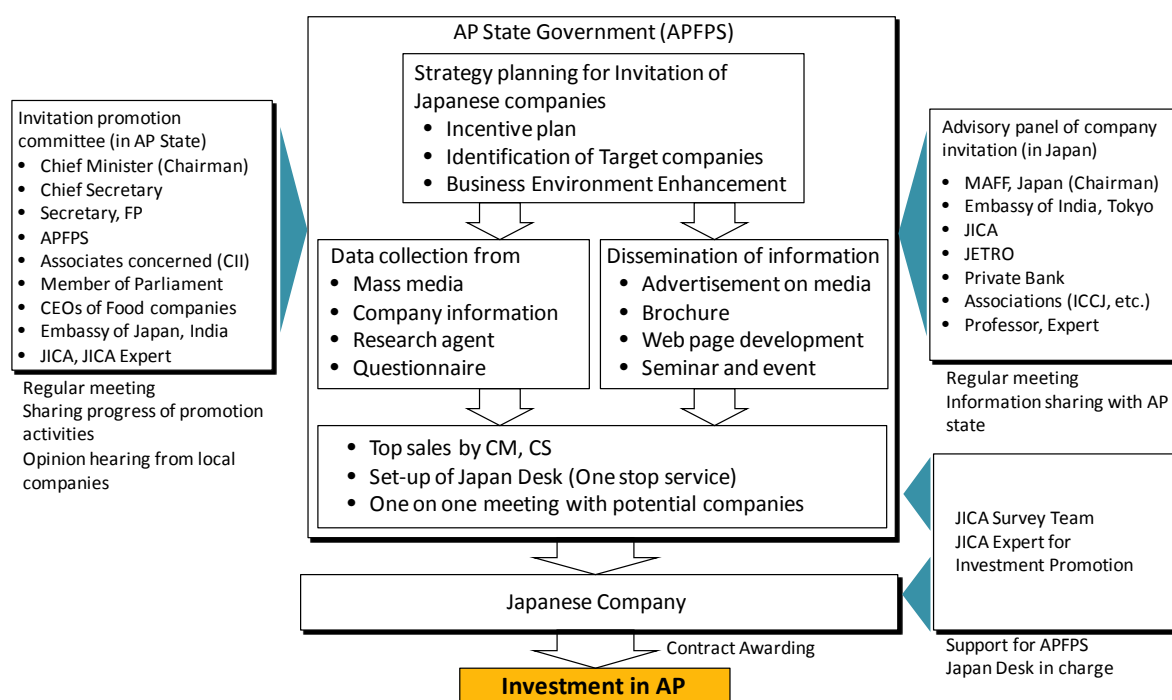 AP State Government (APFPS)
Strategy planning for Invitation of
Japanese companies
• Incentive plan
• Identification of Target companies
• Business Environment Enhancement
Invitation promotion
committee (in AP State)
• Chief Minister (Chairman)
• Chief Secretary
• Secretary, FP
• APFPS
• Associates concerned (CII)
• Member of Parliament
• CEOs of Food companies
• Embassy of Japan, India
• JICA, JICA Expert
Regular meeting
Sharing progress of promotion
activities
Opinion hearing from local
companies
Data collection from
• Mass media
• Company information
• Research agent
• Questionnaire
Dissemination of information
• Advertisement on media
• Brochure
• Web page development
• Seminar and event
Advisory panel of company
invitation (in Japan)
• MAFF, Japan (Chairman)
• Embassy of India, Tokyo
• JICA
• JETRO
• Private Bank
• Associations (ICCJ, etc.)
• Professor, Expert
Regular meeting
Information sharing with AP
state
• Top sales by CM, CS
• Set-up of Japan Desk (One stop service)
• One on one meeting with potential companies
JICA Survey Team
JICA Expert for
Investment Promotion
Support for APFPS
Japan Desk in charge
Japanese Company
Contract Awarding
Investment in AP